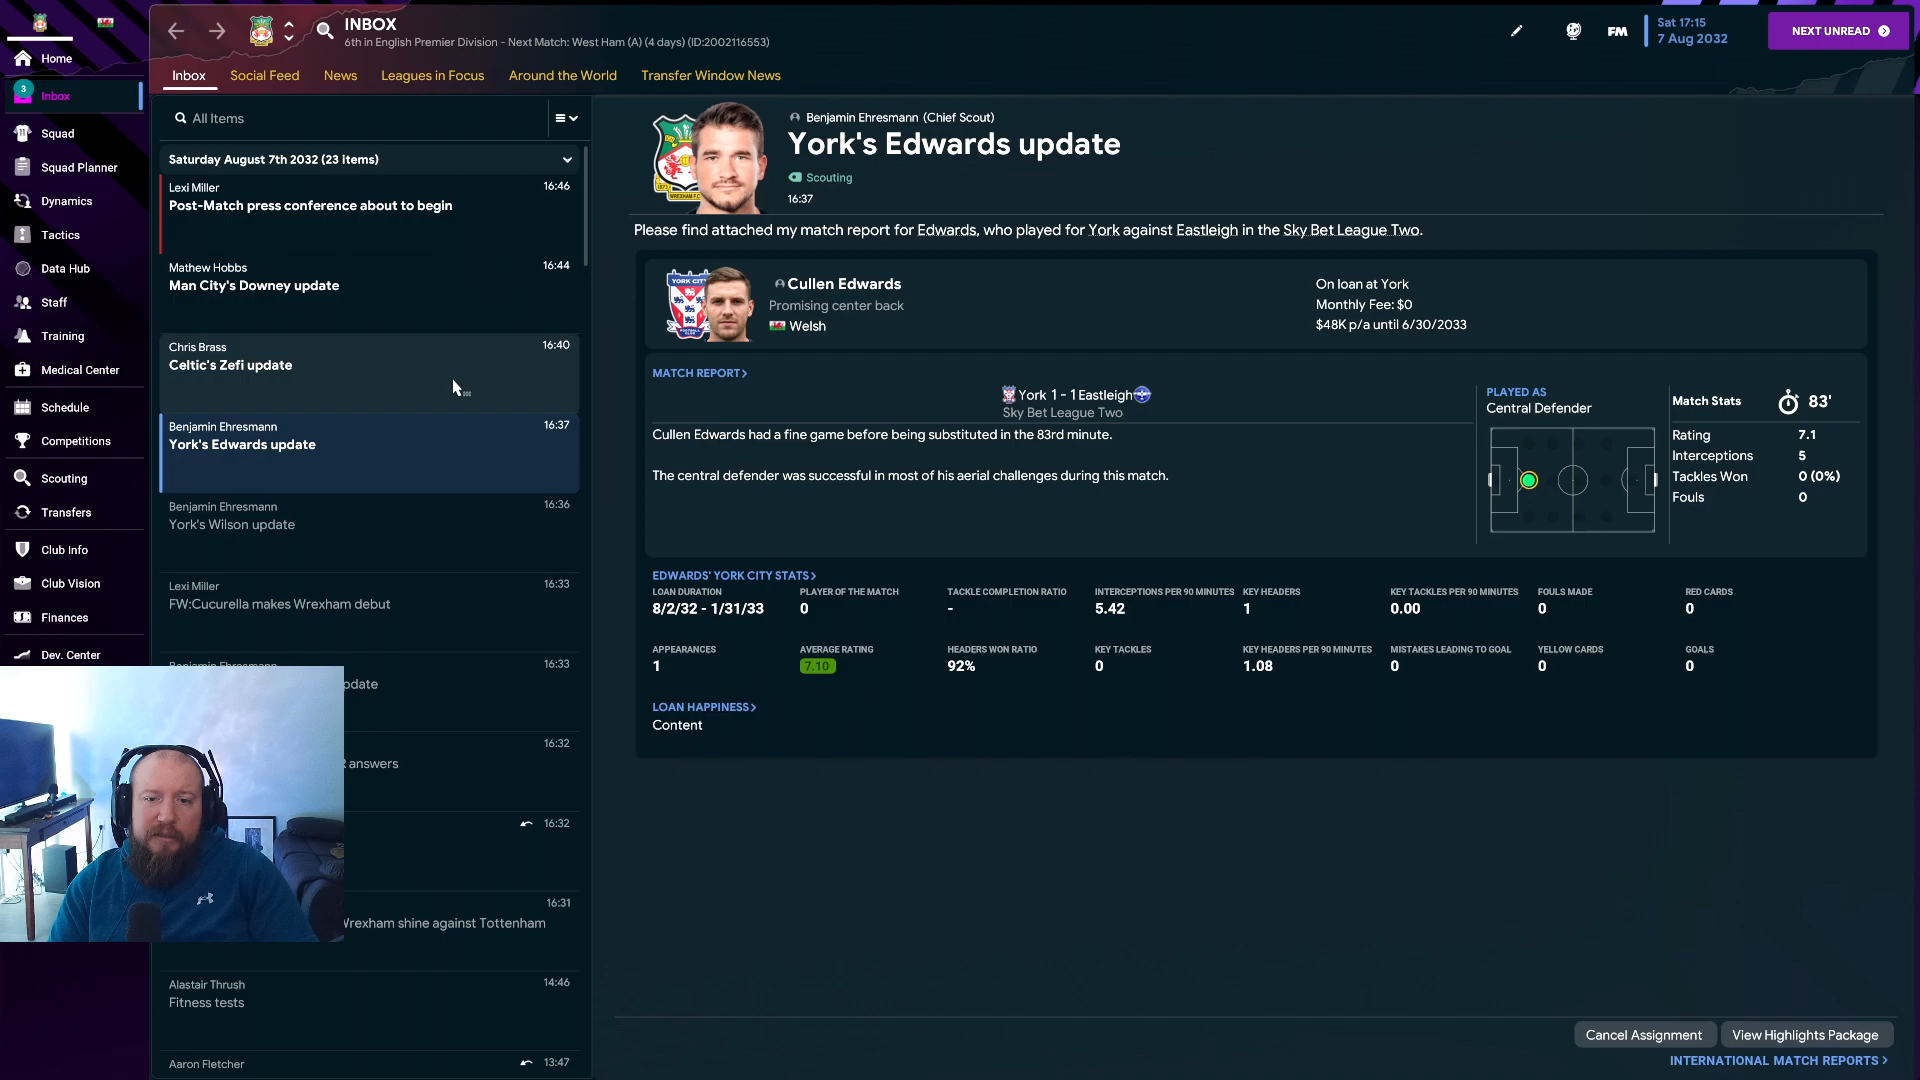 INBOX
6th in English Premier Division - Next Match: West Ham (A) (4 days) (ID:2002116553)
FM
Sat 17:15
7 Aug 2032
NEXT UNREAD
Home
3
Inbox
Squad
Squad Planner
Dynamics
Tactics
Data Hub
Staff
Training
Medical Center
Schedule
Competitions
Scouting
Transfers
Club Info
Club Vision
Finances
Dev. Center
Inbox
Social Feed
News
Leagues in Focus
Around the World
Transfer Window News
All Items
Saturday August 7th 2032 (23 items)
Lexi Miller
16:46
Post-Match press conference about to begin
Mathew Hobbs
16:44
Man City's Downey update
Chris Brass
16:40
Celtic's Zefi update
Benjamin Ehresmann
16:37
York's Edwards update
Benjamin Ehresmann
16:36
York's Wilson update
Lexi Miller
16:33
FW:Cucurella makes Wrexham debut
Benjamin Ehresmann
16:33
pdate
16:32
answers
16:32
16:31
Wrexham shine against Tottenham
Alastair Thrush
14:46
Fitness tests
Aaron Fletcher
13:47
Benjamin Ehresmann (Chief Scout)
York's Edwards update
Scouting
16:37
Please find attached my match report for Edwards, who played for York against Eastleigh in the Sky Bet League Two.
YORK CITY
Cullen Edwards
Promising center back
Welsh
On loan at York
Monthly Fee: $0
$48K p/a until 6/30/2033
MATCH REPORT
York 1 - 1 Eastleigh
Sky Bet League Two
Cullen Edwards had a fine game before being substituted in the 83rd minute.
The central defender was successful in most of his aerial challenges during this match.
PLAYED AS
Central Defender
Match Stats
83'
Rating 7.1
Interceptions 5
Tackles Won 0 (0%)
Fouls 0
EDWARDS' YORK CITY STATS
LOAN DURATION
8/2/32 - 1/31/33
PLAYER OF THE MATCH
0
TACKLE COMPLETION RATIO
-
INTERCEPTIONS PER 90 MINUTES
5.42
KEY HEADERS
1
KEY TACKLES PER 90 MINUTES
0.00
FOULS MADE
0
RED CARDS
0
APPEARANCES
1
AVERAGE RATING
7.10
HEADERS WON RATIO
92%
KEY TACKLES
0
KEY HEADERS PER 90 MINUTES
1.08
MISTAKES LEADING TO GOAL
0
YELLOW CARDS
0
GOALS
0
LOAN HAPPINESS
Content
Cancel Assignment
View Highlights Package
INTERNATIONAL MATCH REPORTS